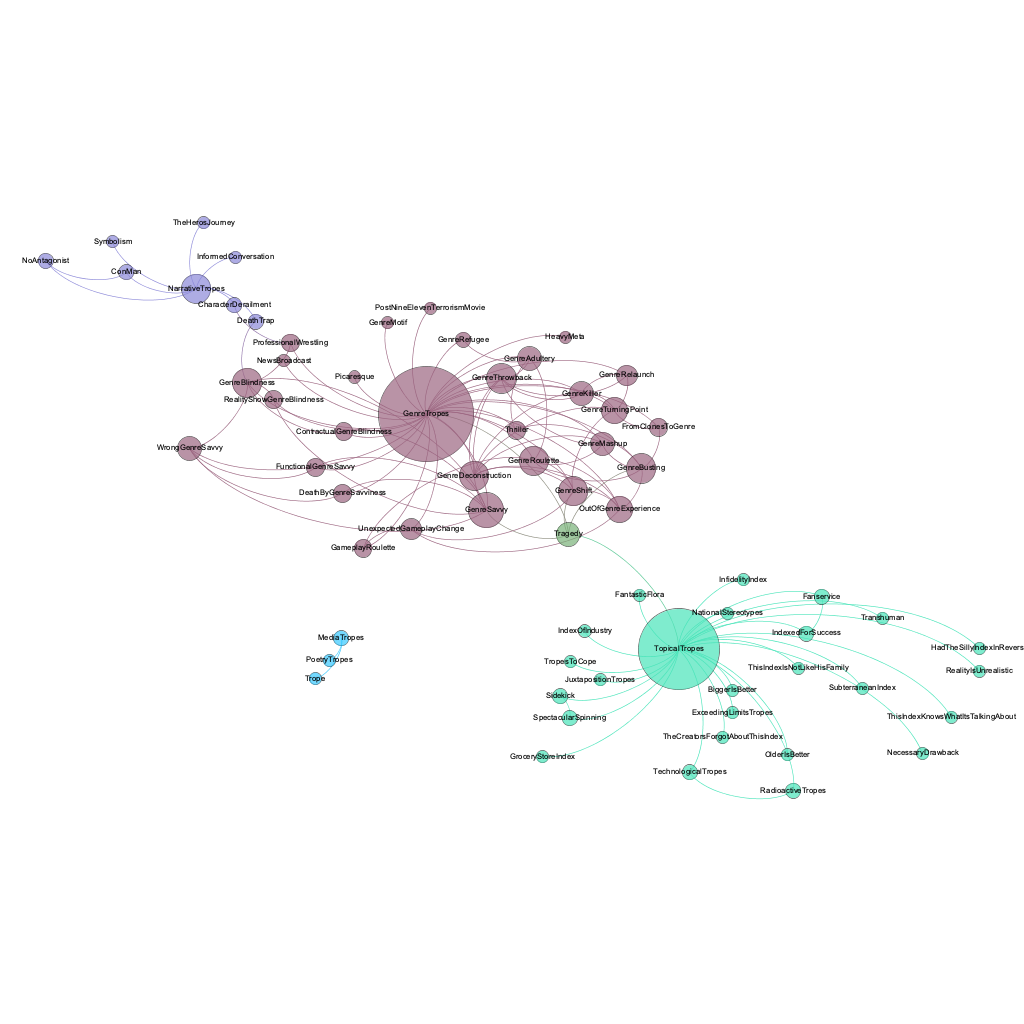 TheHerosJourney
Symbolism
InformedConversation
NoAntagonist
ConMan
NarrativeTropes
CharacterDerailment
DeathTrap
PostNineElevenTerrorismMovie
GenreMotif
ProfessionalWrestling
GenreRefugee
HeavyMeta
NewsBroadcast
GenreAdultery
Picaresque
GenreThrowback
GenreRelaunch
GenreBlindness
GenreKiller
RealityShowGenreBlindness
GenreTropes
GenreTurningPoint
FromClonesToGenre
ContractualGenreBlindness
Thriller
GenreMashup
WrongGenreSavvy
GenreRoulette
FunctionalGenreSavvy
GenreBusting
GenreDeconstruction
DeathByGenreSavviness
GenreShift
GenreSavvy
OutOfGenreExperience
UnexpectedGameplayChange
Tragedy
GameplayRoulette
InfidelityIndex
FantasticFlora
Fanservice
NationalStereotypes
Transhuman
IndexOfIndustry
IndexedForSuccess
MediaTropes
TopicalTropes
HadTheSillyIndexInRevers
PoetryTropes
TropesToCope
ThisIndexIsNotLikeHisFamily
RealityIsUnrealistic
Trope
JuxtapositionTropes
SubterraneanIndex
BiggerIsBetter
Sidekick
ExceedingLimitsTropes
SpectacularSpinning
ThisIndexKnowsWhatItsTalkingAbout
TheCreatorsForgotAboutThisIndex
GroceryStoreIndex
OlderIsBetter
NecessaryDrawback
TechnologicalTropes
RadioactiveTropes